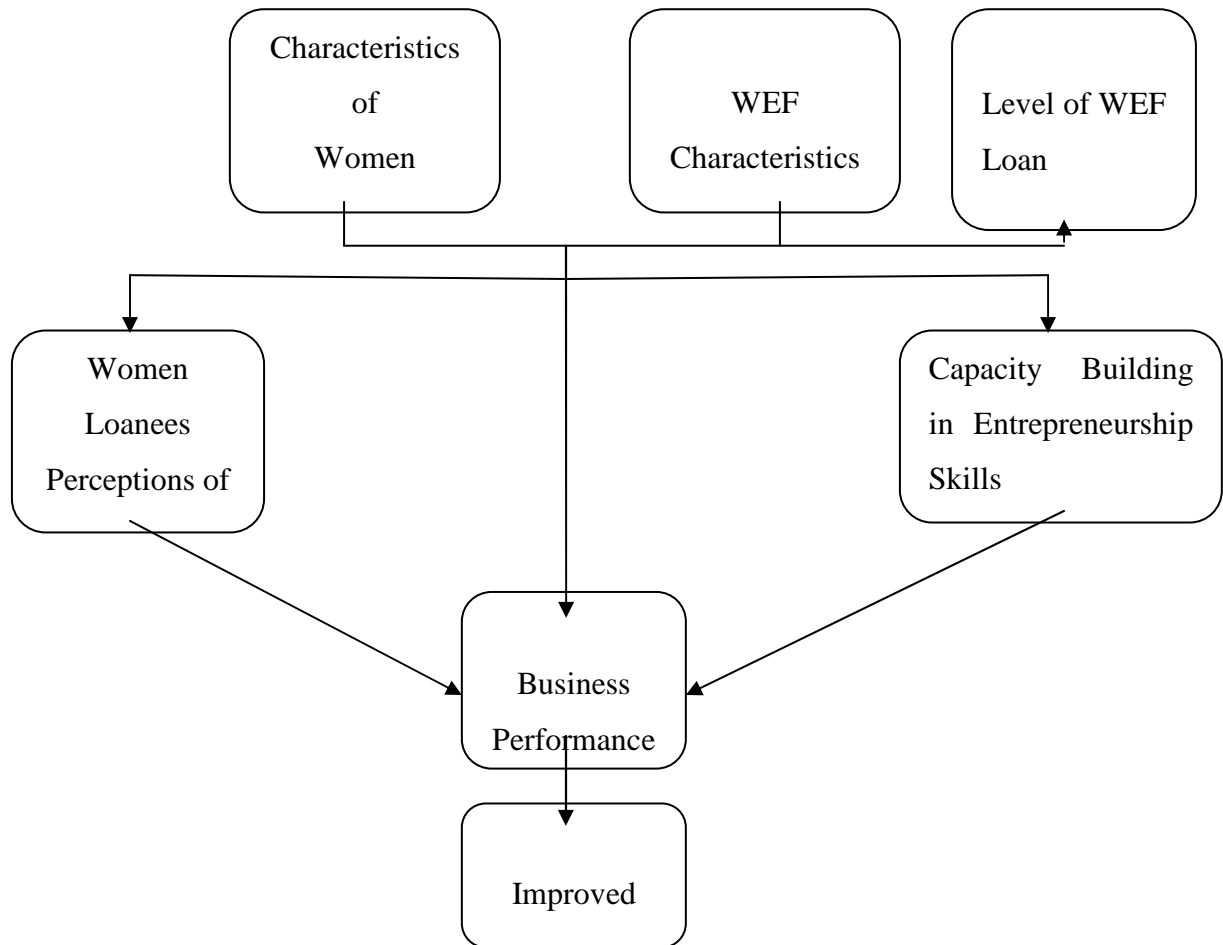 Characteristics
of
Women
WEF
Characteristics
Level of WEF
Loan
Women
Loanees
Perceptions of
Capacity Building
in Entrepreneurship
Skills
Business
Performance
Improved